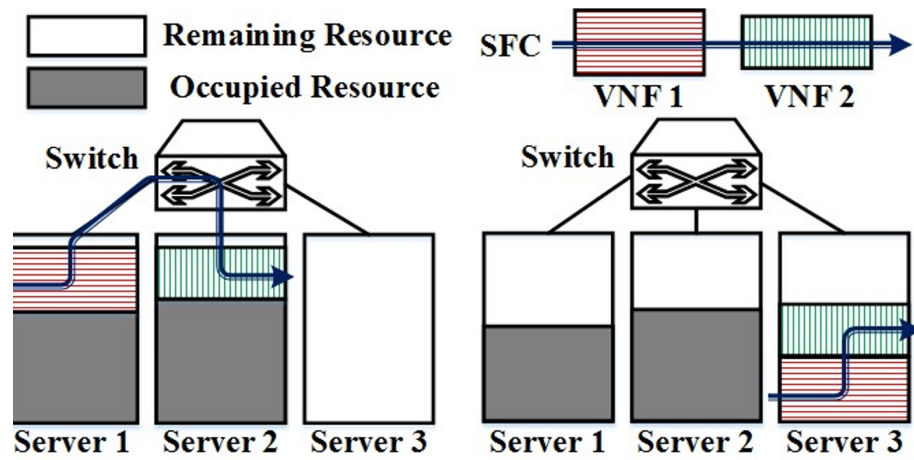 Remaining Resource
Occupied Resource
SFC
VNF 1
VNF 2
Switch
Server 1
Server 2
Server 3
Switch
Server 1
Server 2
Server 3